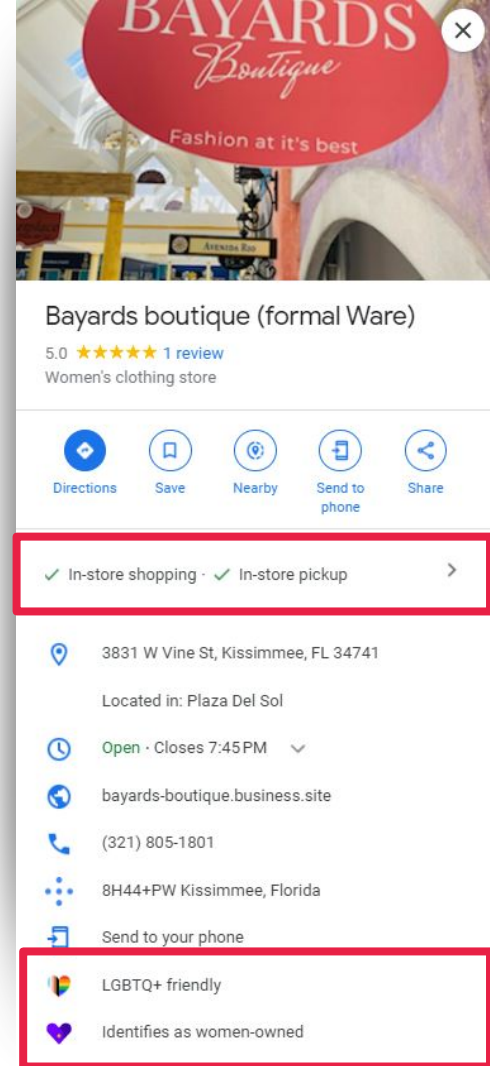 BAYARDS
Boutique
Fashion at it's best
AVENIDA RIO
Bayards boutique (formal Ware)
5.0 ★★★★★ 1 review
Women's clothing store
Directions Save Nearby Send to phone Share
✓ In-store shopping · ✓ In-store pickup
3831 W Vine St, Kissimmee, FL 34741
Located in: Plaza Del Sol
Open · Closes 7:45 PM
bayards-boutique.business.site
(321) 805-1801
8H44+PW Kissimmee, Florida
Send to your phone
LGBTQ+ friendly
Identifies as women-owned